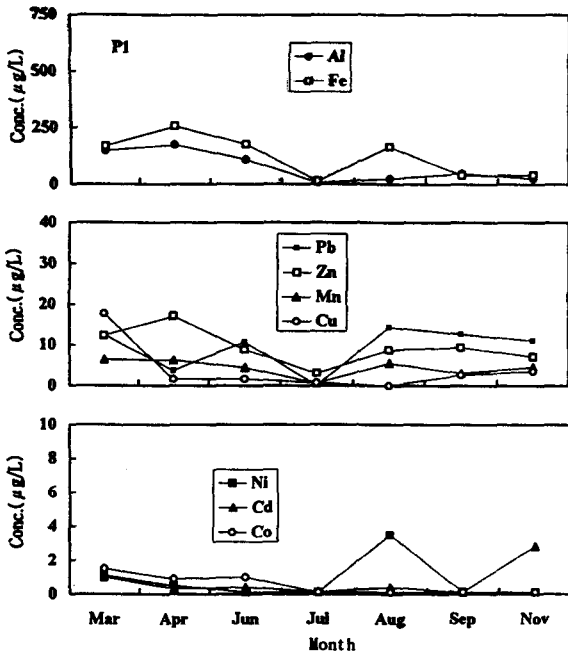 750
500
250
0
Conc.(μg/L)
P1
Al
Fe
40
30
20
10
0
Conc.(μg/L)
Pb
Zn
Mn
Cu
10
8
6
4
2
0
Conc.(μg/L)
Ni
Cd
Co
Mar Apr Jun Jul Aug Sep Nov
Month